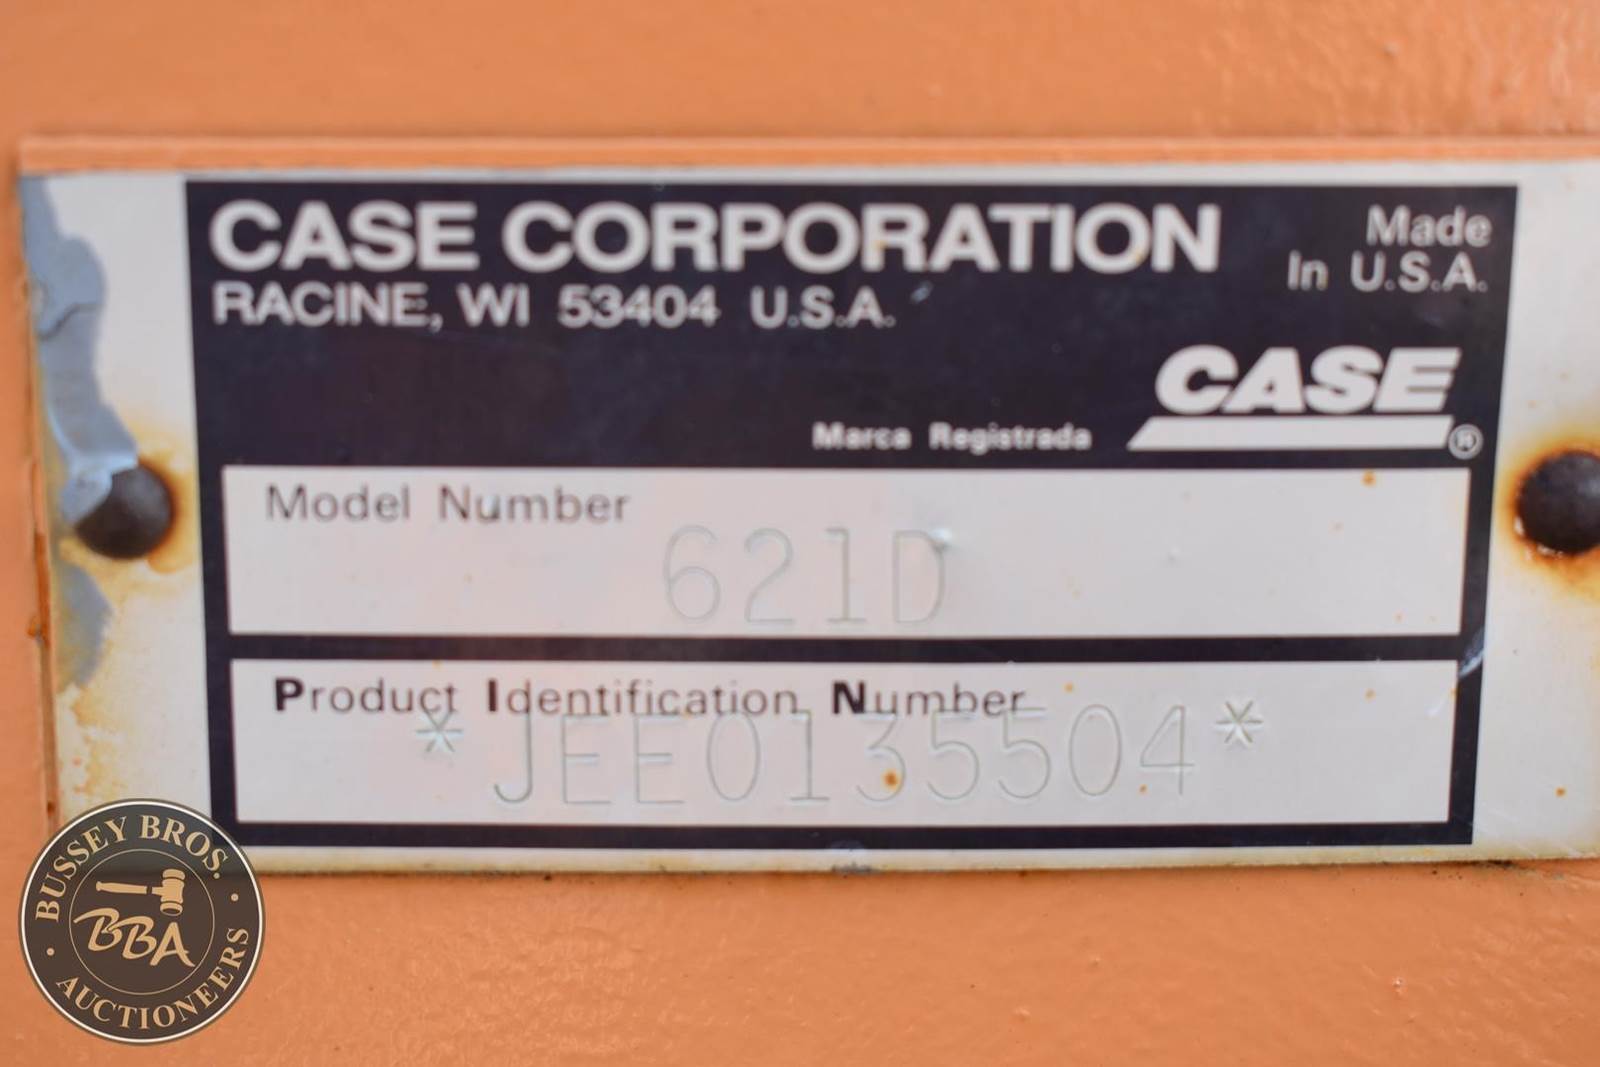 CASE CORPORATION
Made
In U.S.A.
RACINE, WI 53404 U.S.A.
CASE
Marca Registrada ®
Model Number
621D
Product Identification Number
*JEE0135504*
BUSSEY BROS.
BBA
AUCTIONEERS